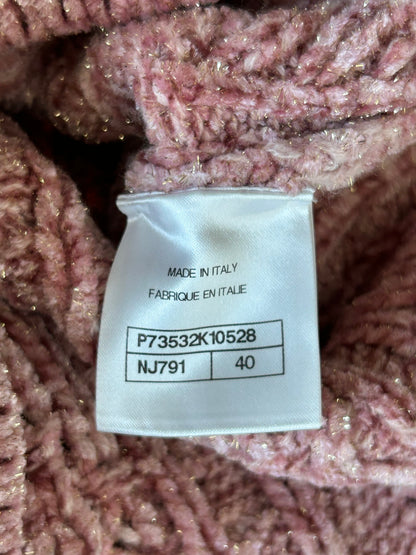 MADE IN ITALY
FABRIQUE EN ITALIE
P73532K10528
NJ791 40